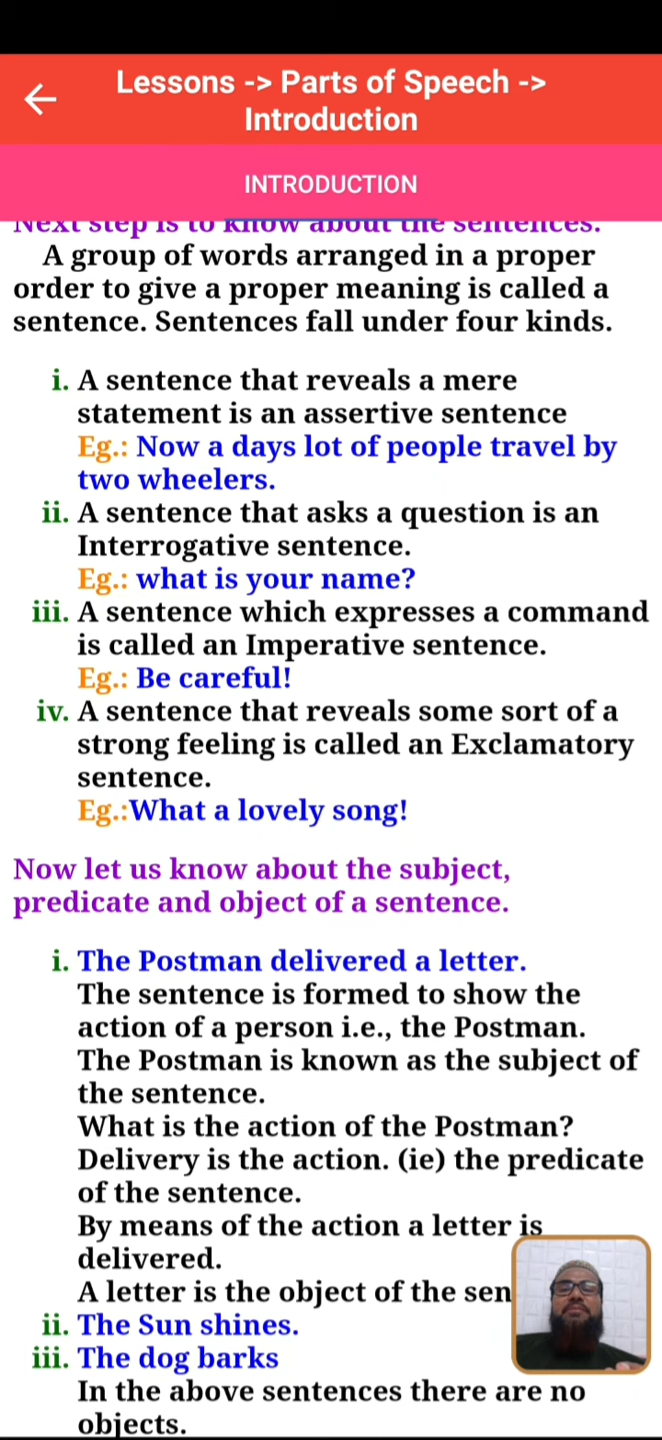 Lessons -> Parts of Speech ->
Introduction
INTRODUCTION
Next step is to know about the sentences.
A group of words arranged in a proper
order to give a proper meaning is called a
sentence. Sentences fall under four kinds.
i. A sentence that reveals a mere
statement is an assertive sentence
Eg.: Now a days lot of people travel by
two wheelers.
ii. A sentence that asks a question is an
Interrogative sentence.
Eg.: what is your name?
iii. A sentence which expresses a command
is called an Imperative sentence.
Eg.: Be careful!
iv. A sentence that reveals some sort of a
strong feeling is called an Exclamatory
sentence.
Eg.:What a lovely song!
Now let us know about the subject,
predicate and object of a sentence.
i. The Postman delivered a letter.
The sentence is formed to show the
action of a person i.e., the Postman.
The Postman is known as the subject of
the sentence.
What is the action of the Postman?
Delivery is the action. (ie) the predicate
of the sentence.
By means of the action a letter is
delivered.
A letter is the object of the sen
ii. The Sun shines.
iii. The dog barks
In the above sentences there are no
objects.